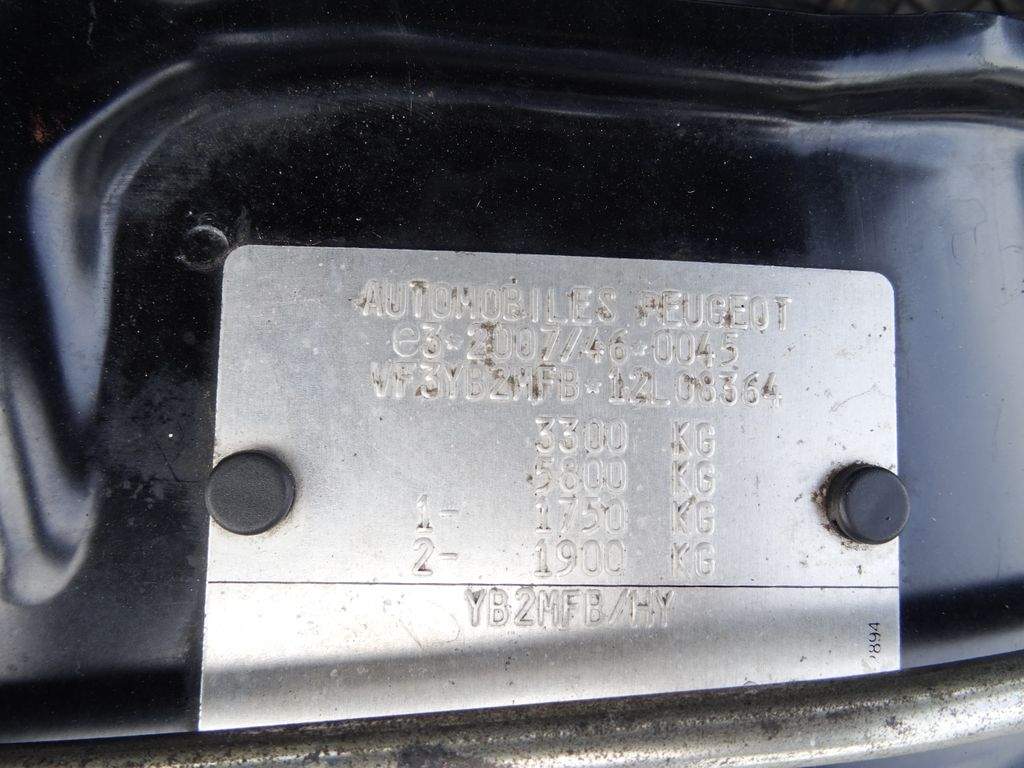 AUTOMOBILES PEUGEOT
e3*2007/46*0045
VF3YB2MFB*12L08364
3300 KG
5800 KG
1- 1750 KG
2- 1900 KG
YB2MFB/HY